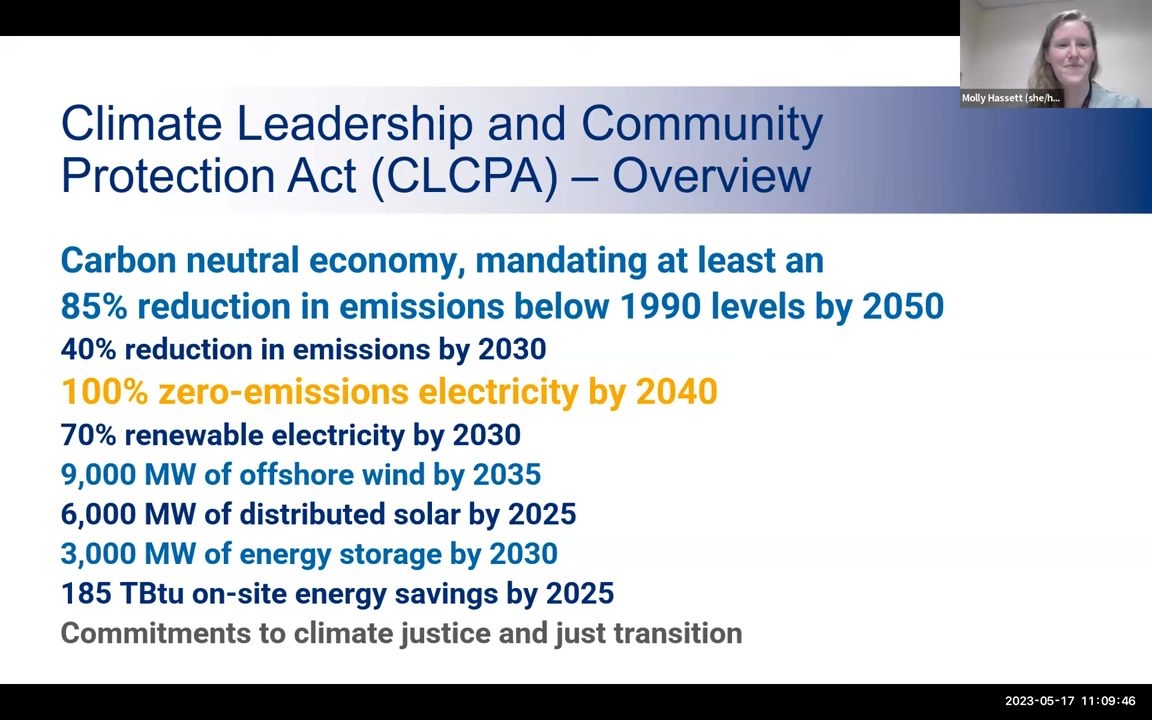 Molly Hassett (she/h...
Climate Leadership and Community
Protection Act (CLCPA) – Overview
Carbon neutral economy, mandating at least an
85% reduction in emissions below 1990 levels by 2050
40% reduction in emissions by 2030
100% zero-emissions electricity by 2040
70% renewable electricity by 2030
9,000 MW of offshore wind by 2035
6,000 MW of distributed solar by 2025
3,000 MW of energy storage by 2030
185 TBtu on-site energy savings by 2025
Commitments to climate justice and just transition
2023-05-17 11:09:46